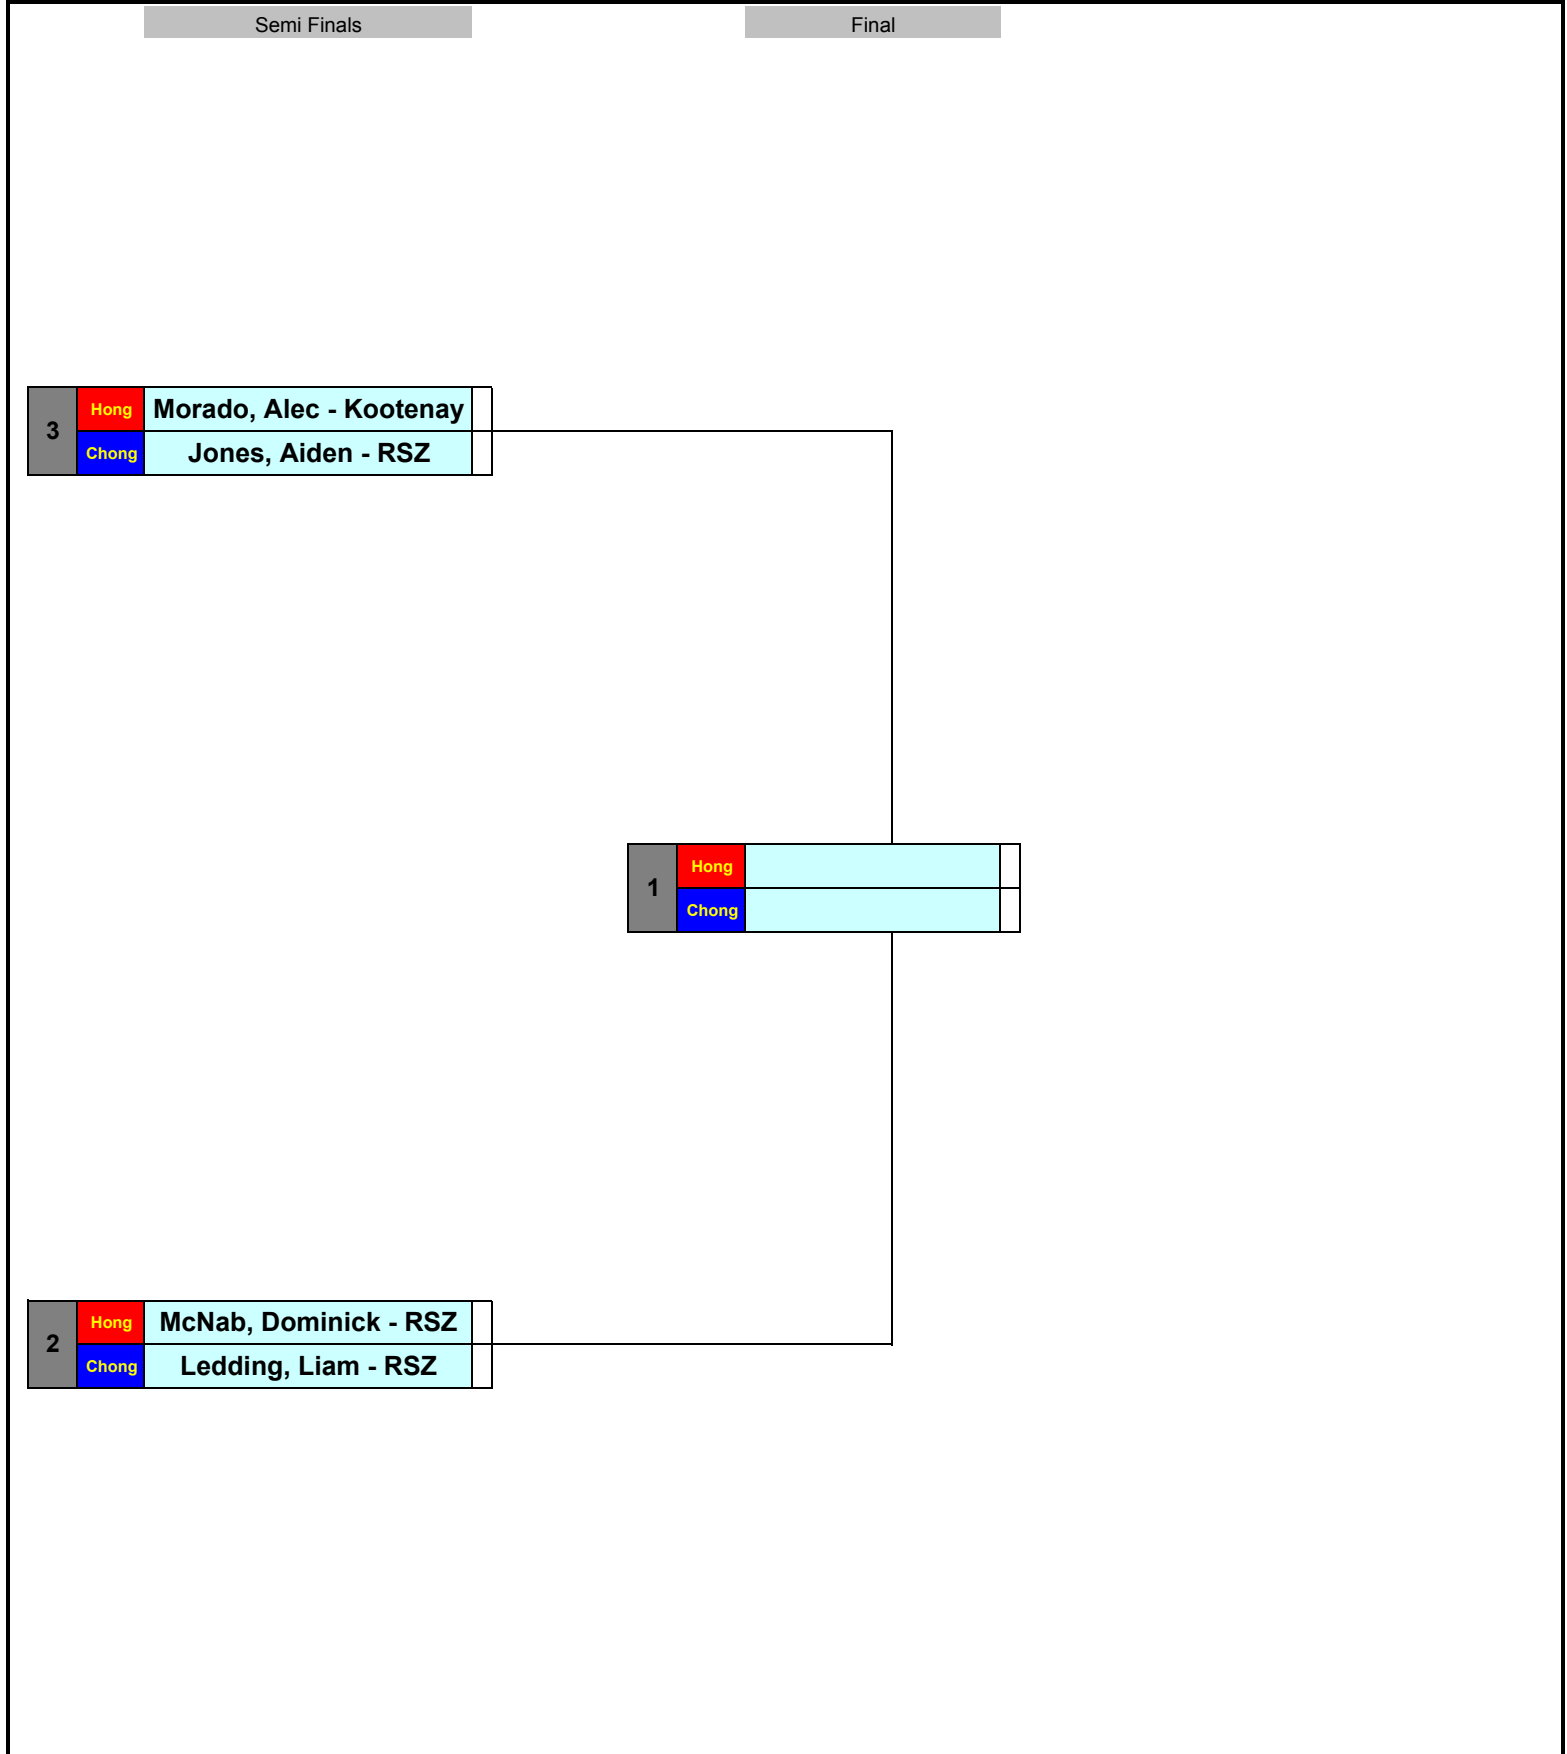 Semi Finals
Final
3
Hong
Morado, Alec - Kootenay
Chong
Jones, Aiden - RSZ
1
Hong
Chong
2
Hong
McNab, Dominick - RSZ
Chong
Ledding, Liam - RSZ